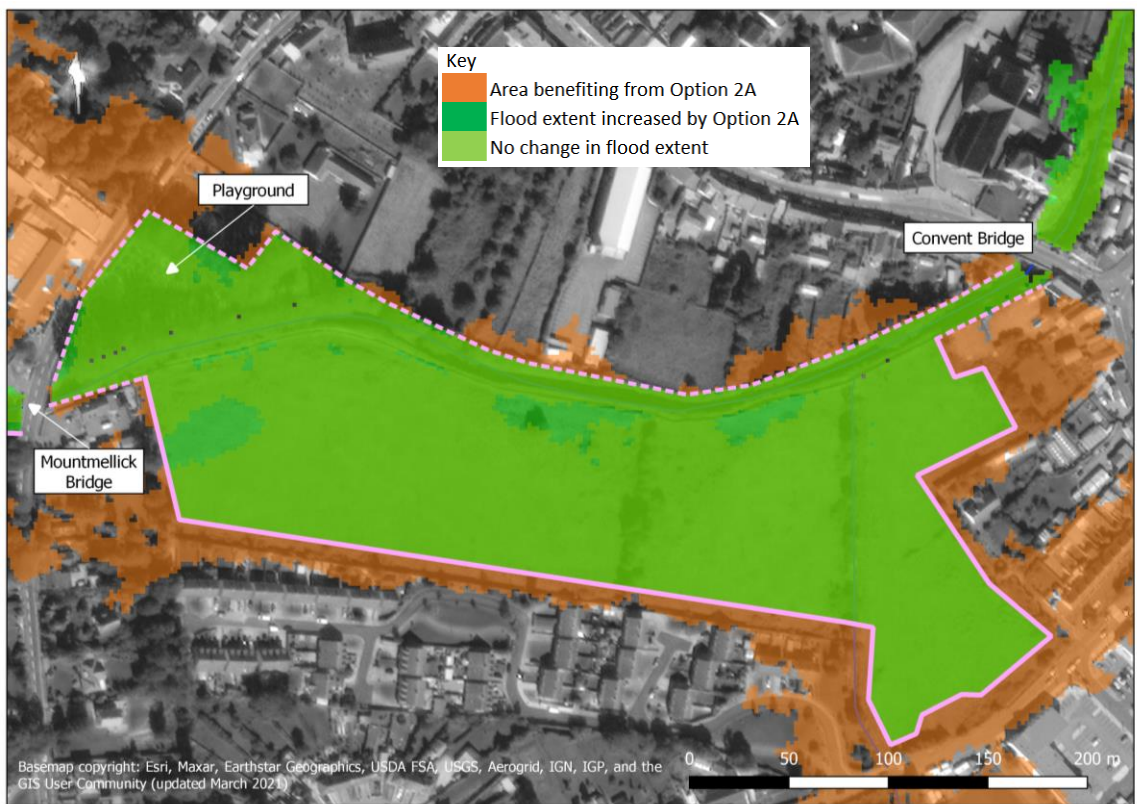 Key
Area benefiting from Option 2A
Flood extent increased by Option 2A
No change in flood extent
Playground
Convent Bridge
Mountmellick
Bridge
0 50 100 150 200 m
Basemap copyright: Esri, Maxar, Earthstar Geographics, USDA FSA, USGS, Aerogrid, IGN, IGP, and the
GIS User Community (updated March 2021)